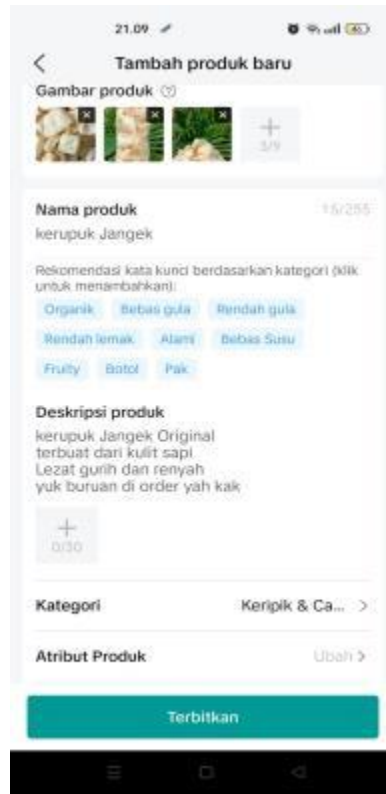 21.09
Tambah produk baru
Gambar produk
3/9
Nama produk
15/255
kerupuk Jangek
Rekomendasi kata kunci berdasarkan kategori (klik
untuk menambahkan):
Organik Bebas gula Rendah gula
Rendah lemak Alami Bebas Susu
Fruity Botol Pak
Deskripsi produk
kerupuk Jangek Original
terbuat dari kulit sapi
Lezat gurih dan renyah
yuk buruan di order yah kak
0/30
Kategori Keripik & Ca... >
Atribut Produk Ubah >
Terbitkan